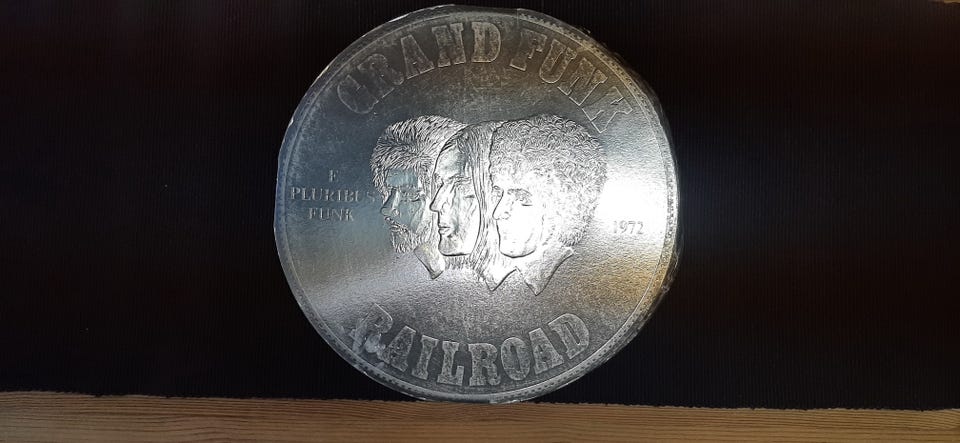 GRAND FUNK
E
PLURIBUS
FUNK
1972
RAILROAD